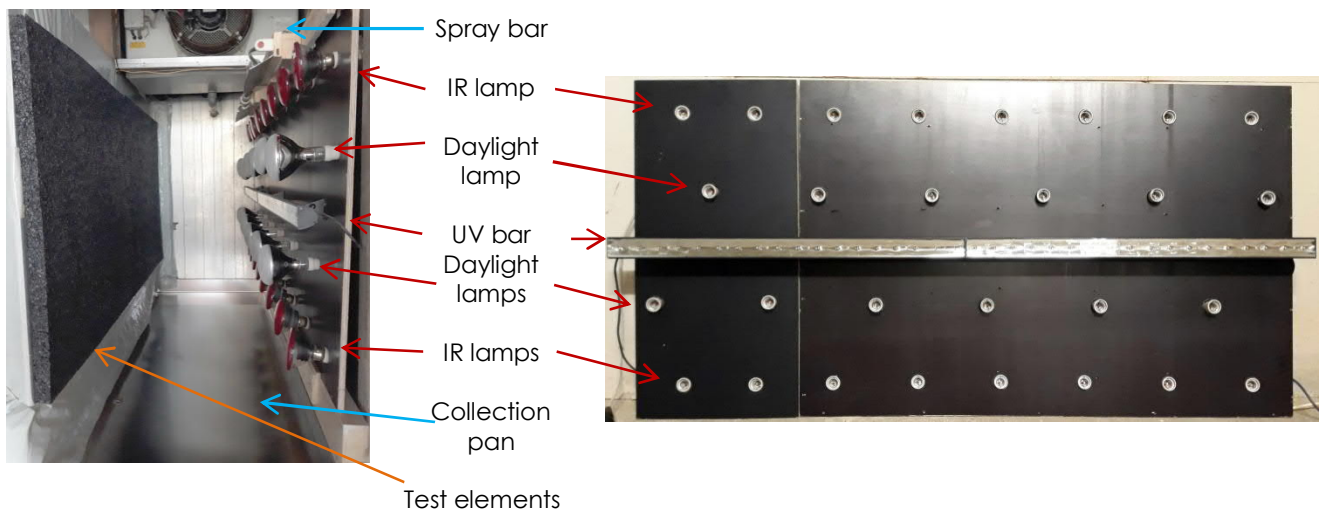 Spray bar
IR lamp
Daylight
lamp
UV bar
Daylight
lamps
IR lamps
Collection
pan
Test elements